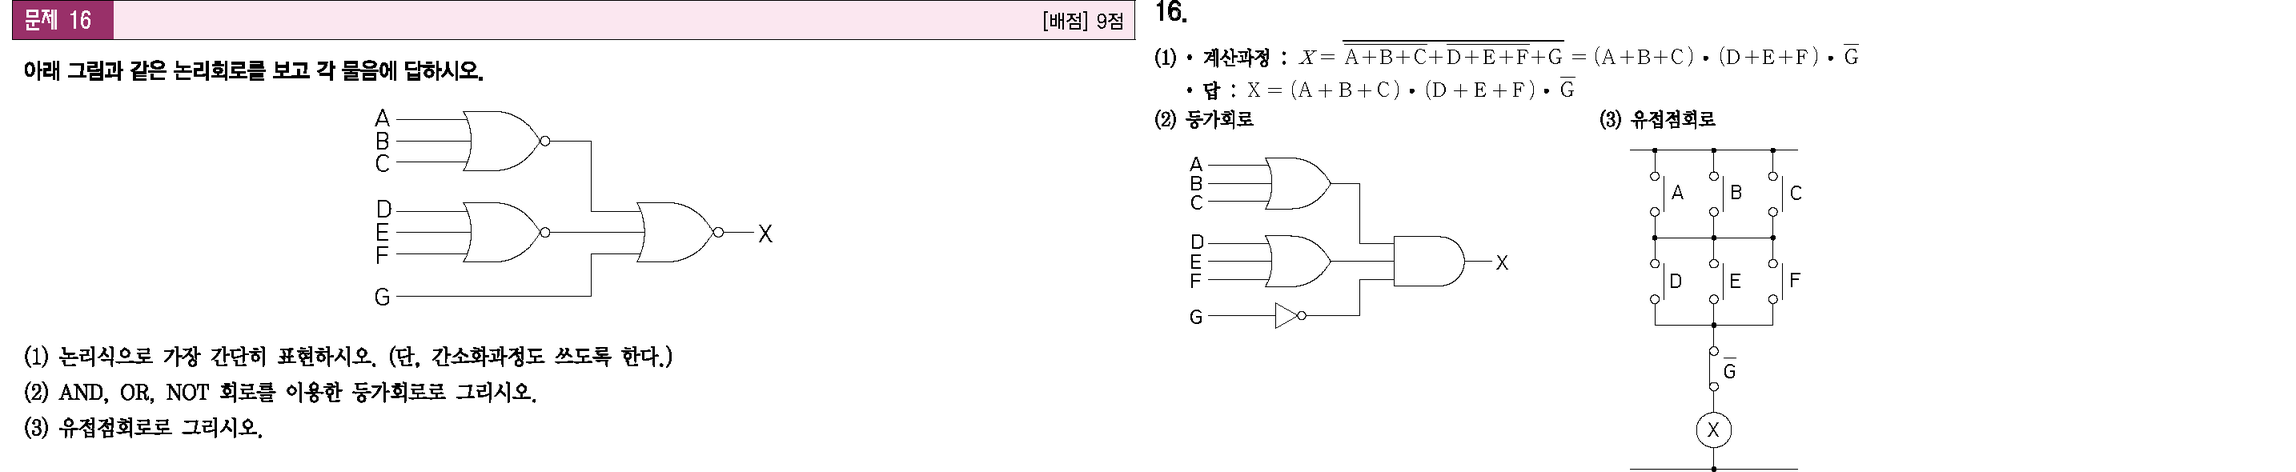 문제 16
[배점] 9점
아래 그림과 같은 논리회로를 보고 각 물음에 답하시오.
A
B
C
D
E
F
G
X
(1) 논리식으로 가장 간단히 표현하시오. (단, 간소화과정도 쓰도록 한다.)
(2) AND, OR, NOT 회로를 이용한 등가회로로 그리시오.
(3) 유접점회로로 그리시오.
16.
(1) • 계산과정 : X = \overline{\overline{A+B+C}+\overline{D+E+F}+G} = (A+B+C) • (D+E+F) • \overline{G}
• 답 : X = (A+B+C) • (D+E+F) • \overline{G}
(2) 등가회로
A
B
C
D
E
F
G
X
(3) 유접점회로
A B C
D E F
\overline{G}
X